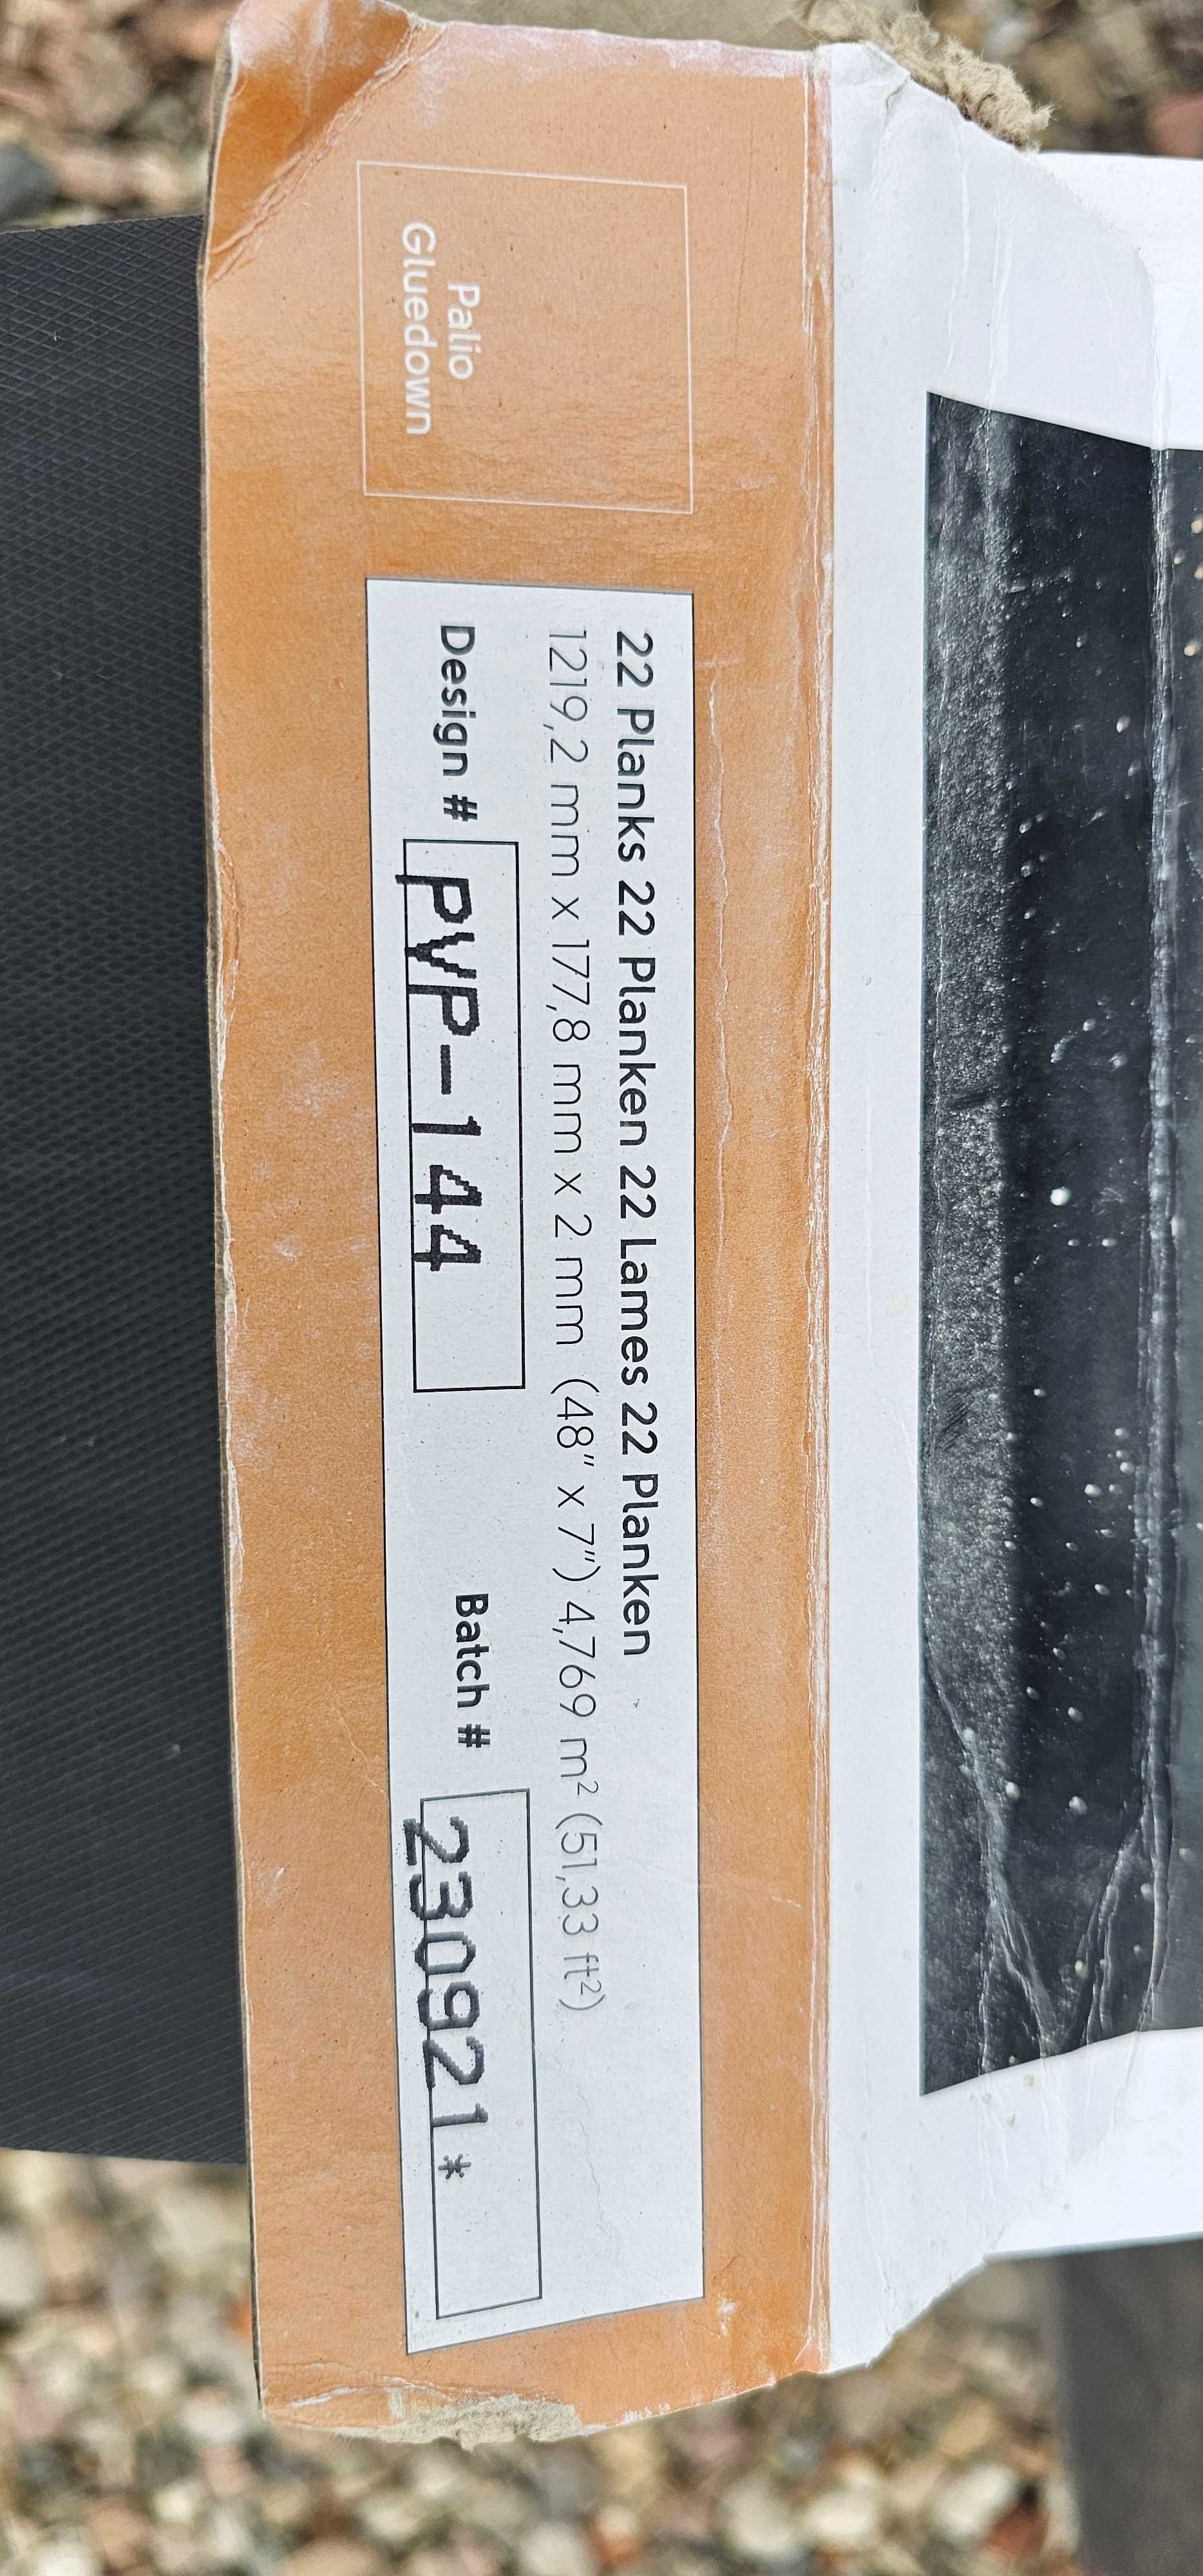 Palio
Gluedown
22 Planks 22 Planken 22 Lames 22 Planken
1219,2 mm x 177,8 mm x 2 mm (48" x 7") 4,769 m² (51,33 ft²)
Design # PVP-144
Batch # 230921*